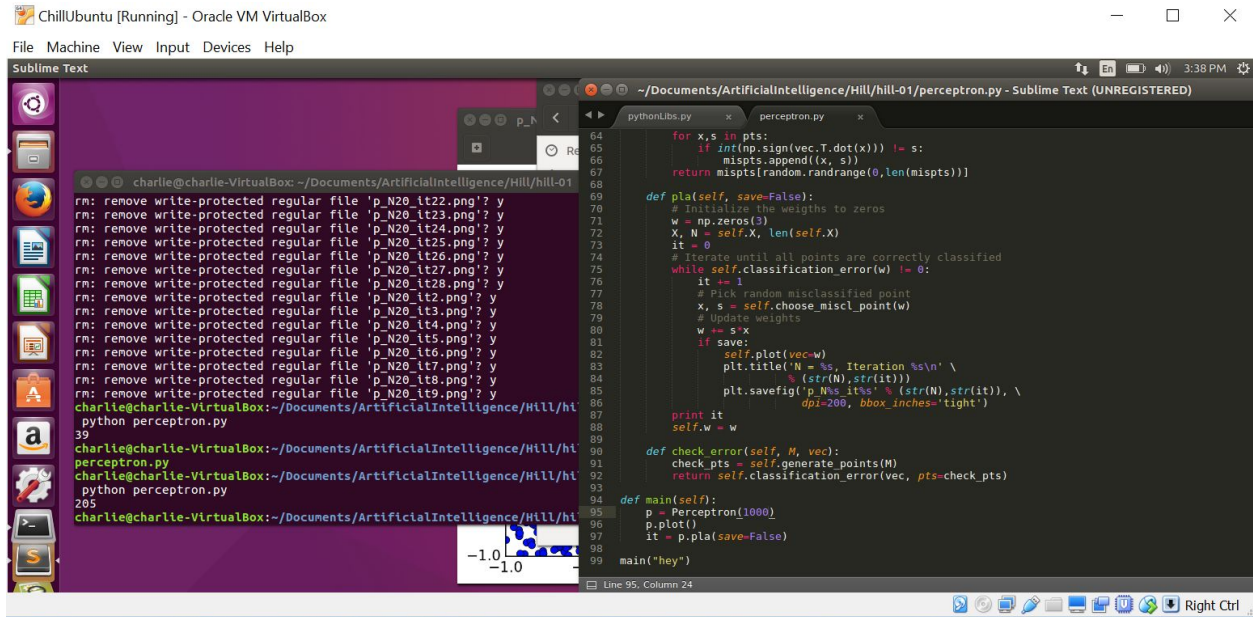 ChillUbuntu [Running] - Oracle VM VirtualBox
File Machine View Input Devices Help
Sublime Text
En
3:38 PM
p_N
Re
charlie@charlie-VirtualBox: ~/Documents/ArtificialIntelligence/Hill/hill-01
rm: remove write-protected regular file 'p_N20_it22.png'? y
rm: remove write-protected regular file 'p_N20_it23.png'? y
rm: remove write-protected regular file 'p_N20_it24.png'? y
rm: remove write-protected regular file 'p_N20_it25.png'? y
rm: remove write-protected regular file 'p_N20_it26.png'? y
rm: remove write-protected regular file 'p_N20_it27.png'? y
rm: remove write-protected regular file 'p_N20_it28.png'? y
rm: remove write-protected regular file 'p_N20_it2.png'? y
rm: remove write-protected regular file 'p_N20_it3.png'? y
rm: remove write-protected regular file 'p_N20_it4.png'? y
rm: remove write-protected regular file 'p_N20_it5.png'? y
rm: remove write-protected regular file 'p_N20_it6.png'? y
rm: remove write-protected regular file 'p_N20_it7.png'? y
rm: remove write-protected regular file 'p_N20_it8.png'? y
rm: remove write-protected regular file 'p_N20_it9.png'? y
charlie@charlie-VirtualBox:~/Documents/ArtificialIntelligence/Hill/hil
python perceptron.py
39
charlie@charlie-VirtualBox:~/Documents/ArtificialIntelligence/Hill/hil
perceptron.py
charlie@charlie-VirtualBox:~/Documents/ArtificialIntelligence/Hill/hil
python perceptron.py
205
charlie@charlie-VirtualBox:~/Documents/ArtificialIntelligence/Hill/hil
−1.0
−1.0
~/Documents/ArtificialIntelligence/Hill/hill-01/perceptron.py - Sublime Text (UNREGISTERED)
pythonLibs.py
perceptron.py
64 for x,s in pts:
65 if int(np.sign(vec.T.dot(x))) != s:
66 mispts.append((x, s))
67 return mispts[random.randrange(0,len(mispts))]
68
69 def pla(self, save=False):
70 # Initialize the weigths to zeros
71 w = np.zeros(3)
72 X, N = self.X, len(self.X)
73 it = 0
74 # Iterate until all points are correctly classified
75 while self.classification_error(w) != 0:
76 it += 1
77 # Pick random misclassified point
78 x, s = self.choose_miscl_point(w)
79 # Update weights
80 w += s*x
81 if save:
82 self.plot(vec=w)
83 plt.title('N = %s, Iteration %s\n' \
84 % (str(N),str(it)))
85 plt.savefig('p_N%s_it%s' % (str(N),str(it)), \
86 dpi=200, bbox_inches='tight')
87 print it
88 self.w = w
89
90 def check_error(self, M, vec):
91 check_pts = self.generate_points(M)
92 return self.classification_error(vec, pts=check_pts)
93
94 def main(self):
95 p = Perceptron(1000)
96 p.plot()
97 it = p.pla(save=False)
98
99 main("hey")
Line 95, Column 24
Right Ctrl